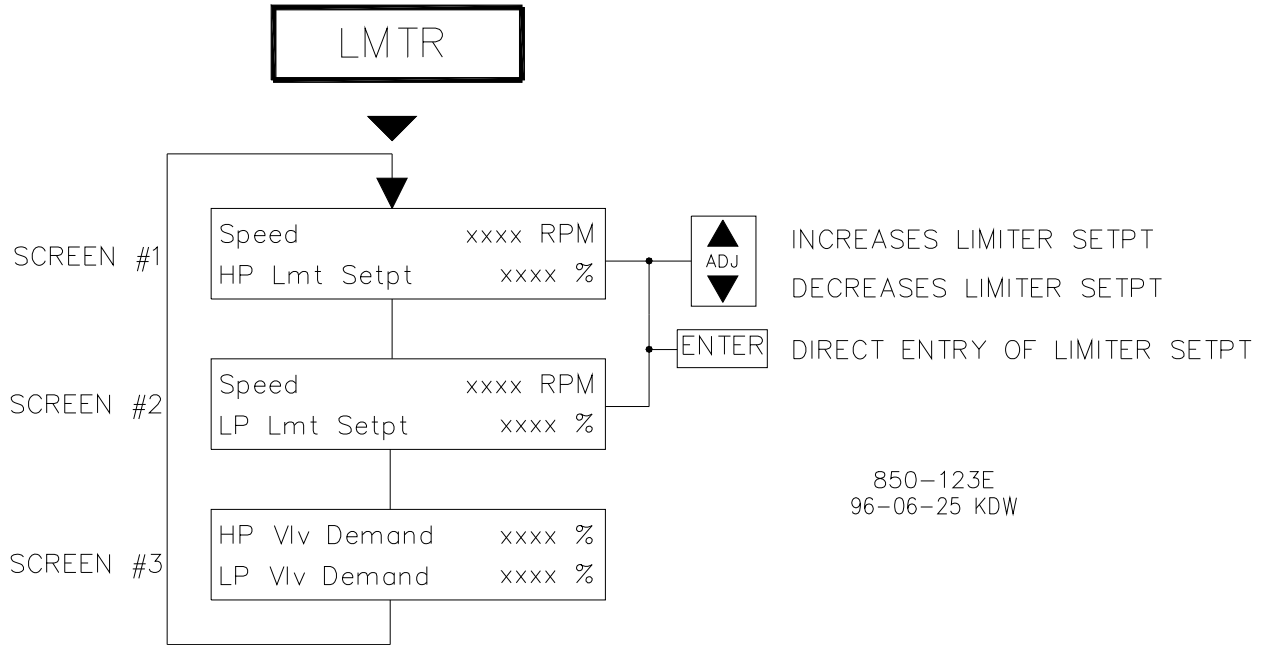 LMTR
SCREEN #1
Speed xxxx RPM
HP Lmt Setpt xxxx %
ADJ
INCREASES LIMITER SETPT
DECREASES LIMITER SETPT
ENTER DIRECT ENTRY OF LIMITER SETPT
SCREEN #2
Speed xxxx RPM
LP Lmt Setpt xxxx %
850-123E
96-06-25 KDW
SCREEN #3
HP Vlv Demand xxxx %
LP Vlv Demand xxxx %